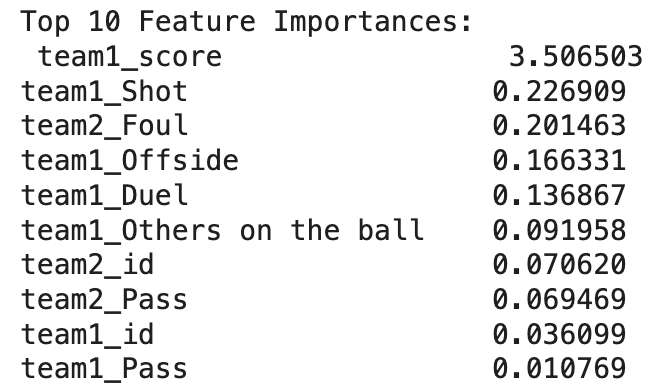 Top 10 Feature Importances:
team1_score 3.506503
team1_Shot 0.226909
team2_Foul 0.201463
team1_Offside 0.166331
team1_Duel 0.136867
team1_Others on the ball 0.091958
team2_id 0.070620
team2_Pass 0.069469
team1_id 0.036099
team1_Pass 0.010769